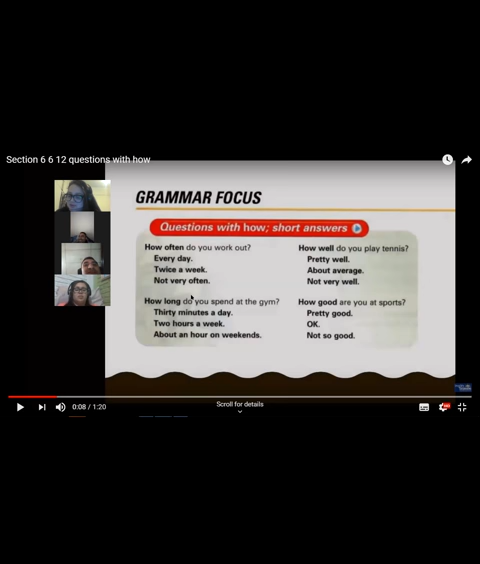 Section 6 6 12 questions with how
GRAMMAR FOCUS
Questions with how; short answers
How often do you work out?
Every day.
Twice a week.
Not very often.
How long do you spend at the gym?
Thirty minutes a day.
Two hours a week.
About an hour on weekends.
How well do you play tennis?
Pretty well.
About average.
Not very well.
How good are you at sports?
Pretty good.
OK.
Not so good.
0:08 / 1:20
Scroll for details